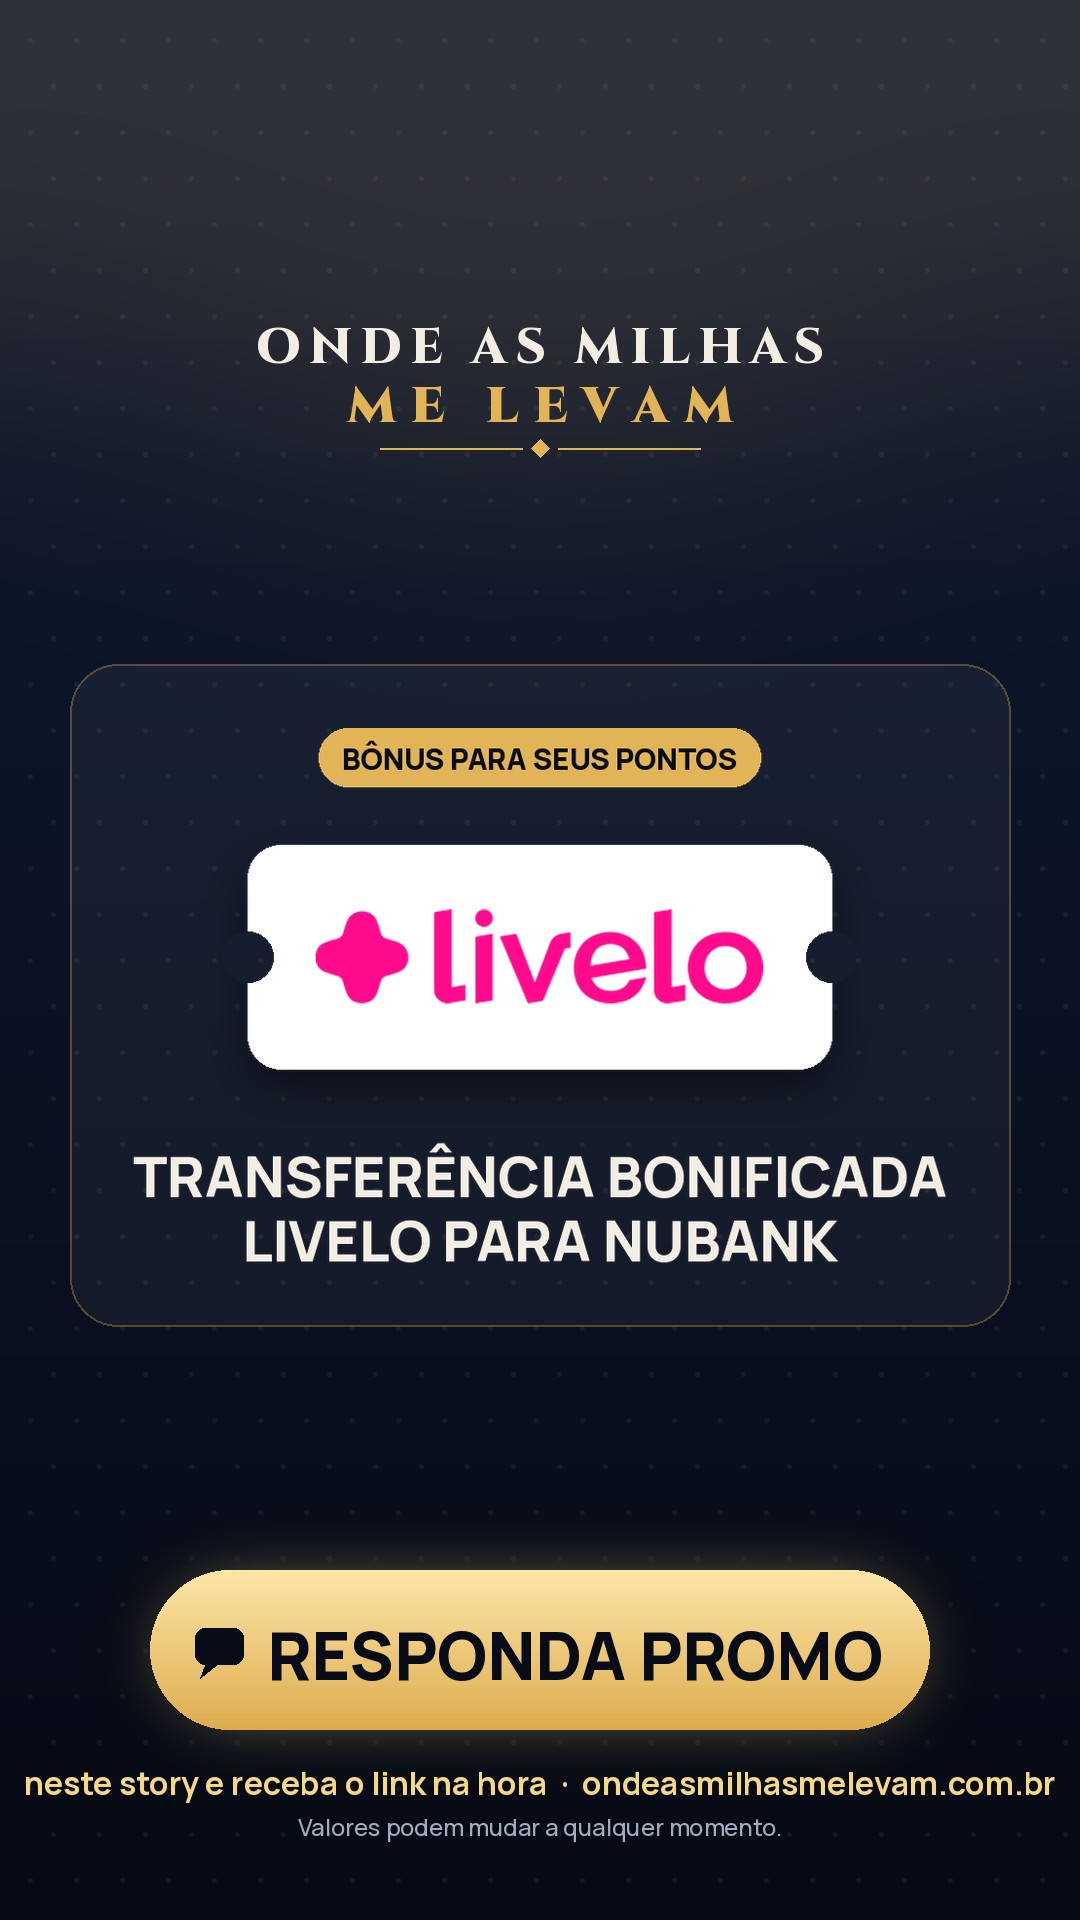 ONDE AS MILHAS
ME LEVAM
BÔNUS PARA SEUS PONTOS
livelo
TRANSFERÊNCIA BONIFICADA
LIVELO PARA NUBANK
RESPONDA PROMO
neste story e receba o link na hora · ondeasmilhasmelevam.com.br
Valores podem mudar a qualquer momento.